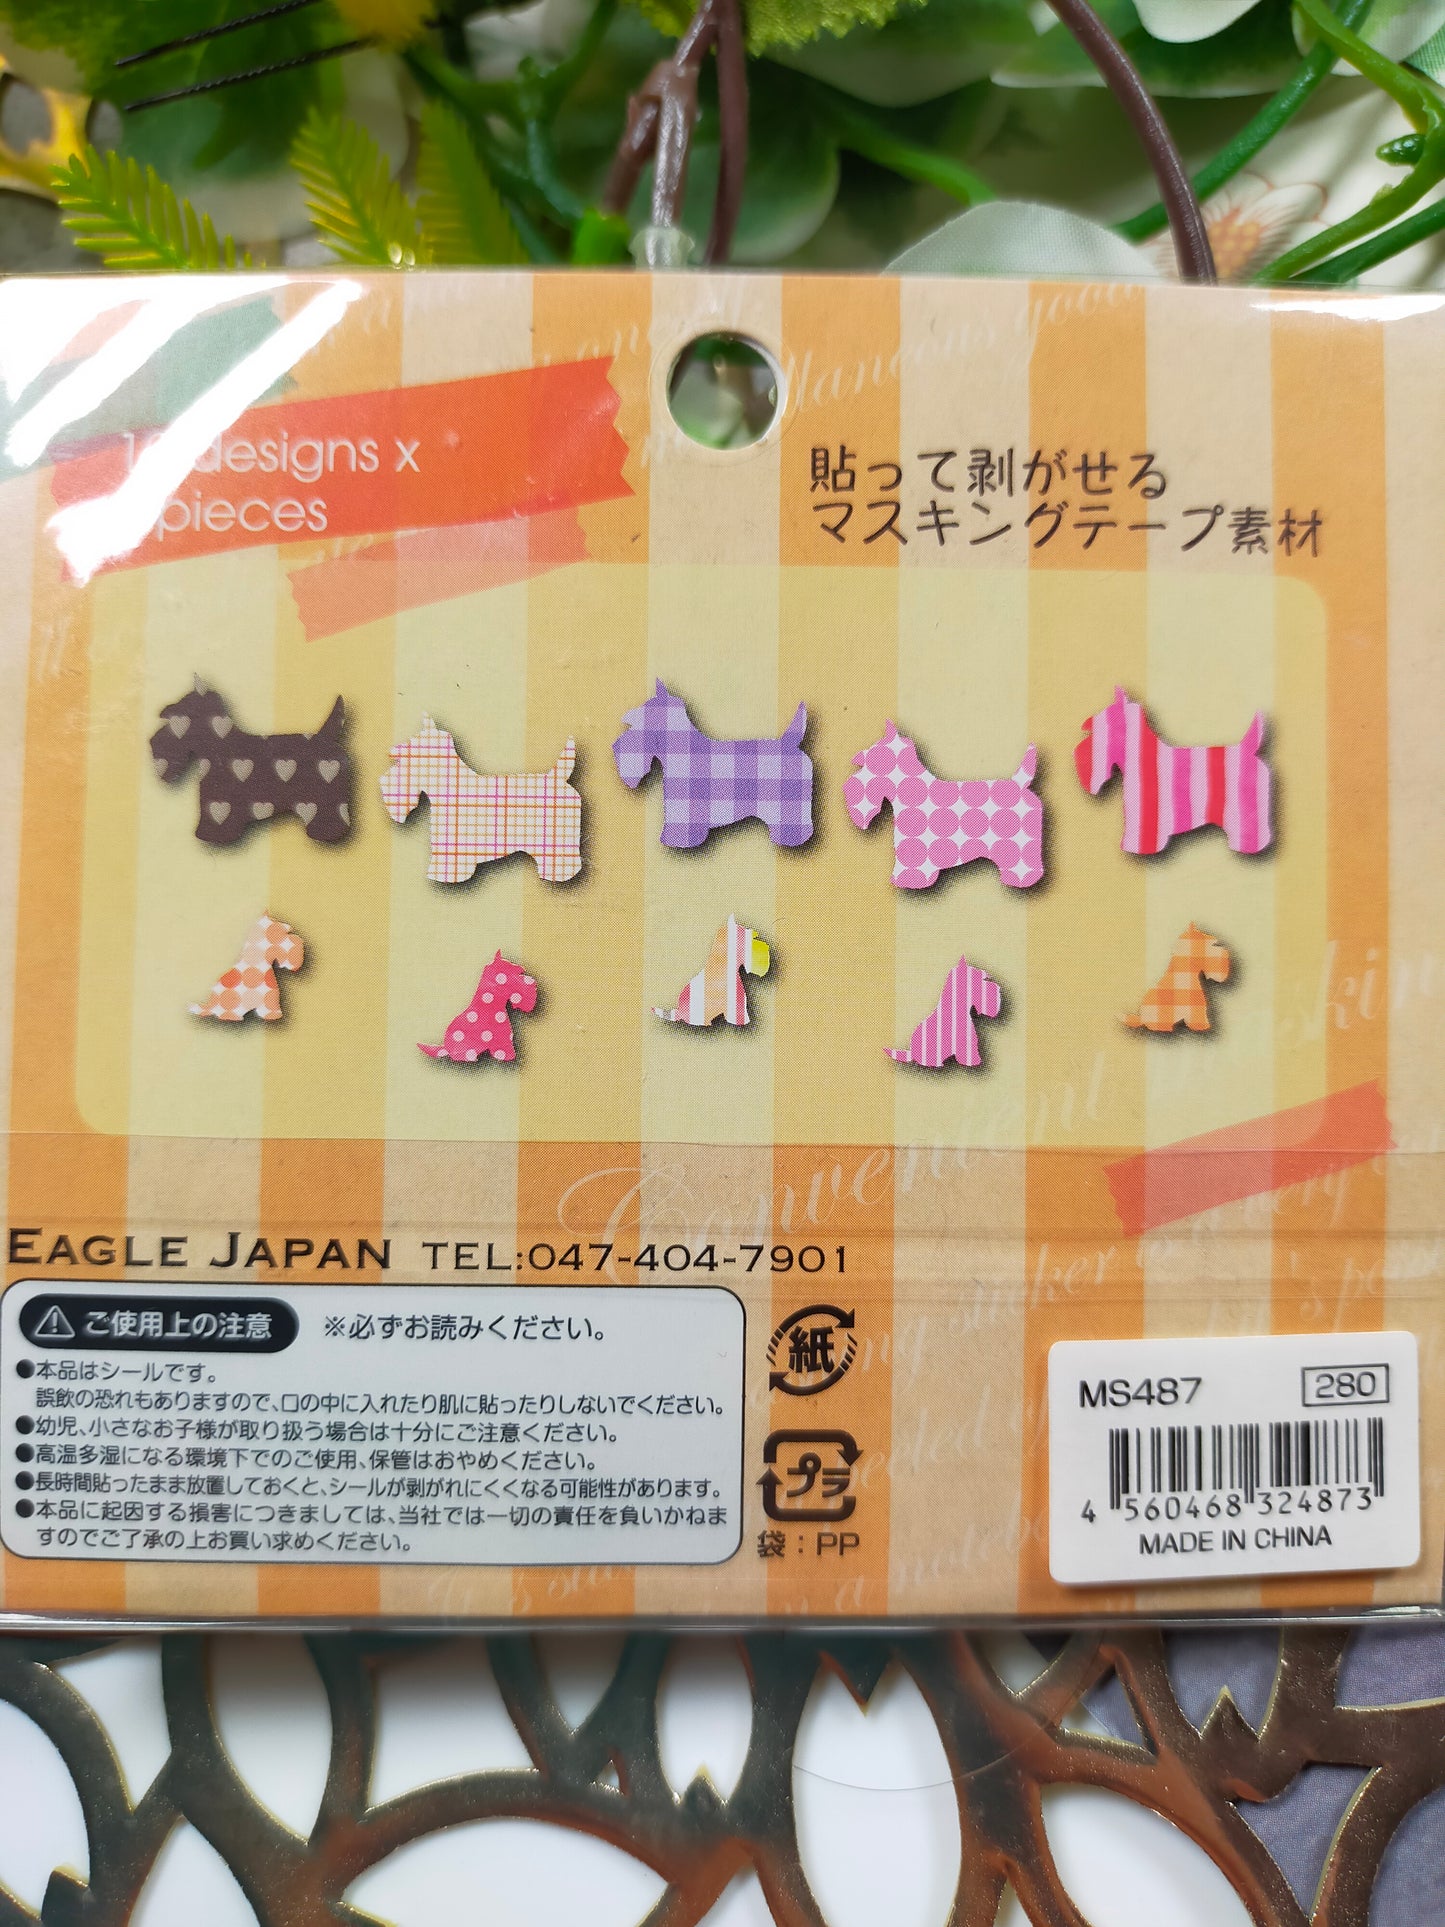 designs x
pieces
貼って剥がせる
マスキングテープ素材
Convenient
EAGLE JAPAN TEL:047-404-7901
ご使用上の注意 ※必ずお読みください。
●本品はシールです。
誤飲の恐れもありますので、口の中に入れたり肌に貼ったりしないでください。
●幼児、小さなお子様が取り扱う場合は十分にご注意ください。
●高温多湿になる環境下でのご使用、保管はおやめください。
●長時間貼ったまま放置しておくと、シールが剥がれにくくなる可能性があります。
●本品に起因する損害につきましては、当社では一切の責任を負いかねま
すのでご了承の上お買い求めください。
紙
プラ
袋：PP
MS487 280
4 560468 324873
MADE IN CHINA